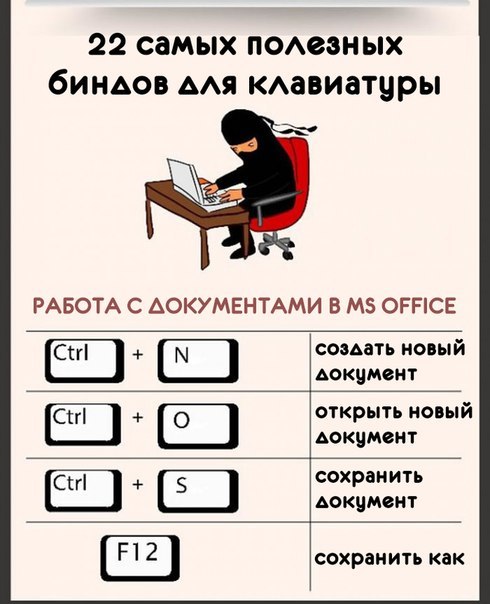 22 самых полезных
биндов для клавиатуры
РАБОТА С ДОКУМЕНТАМИ В MS OFFICE
Ctrl + N создать новый
документ
Ctrl + O открыть новый
документ
Ctrl + S сохранить
документ
F12 сохранить как